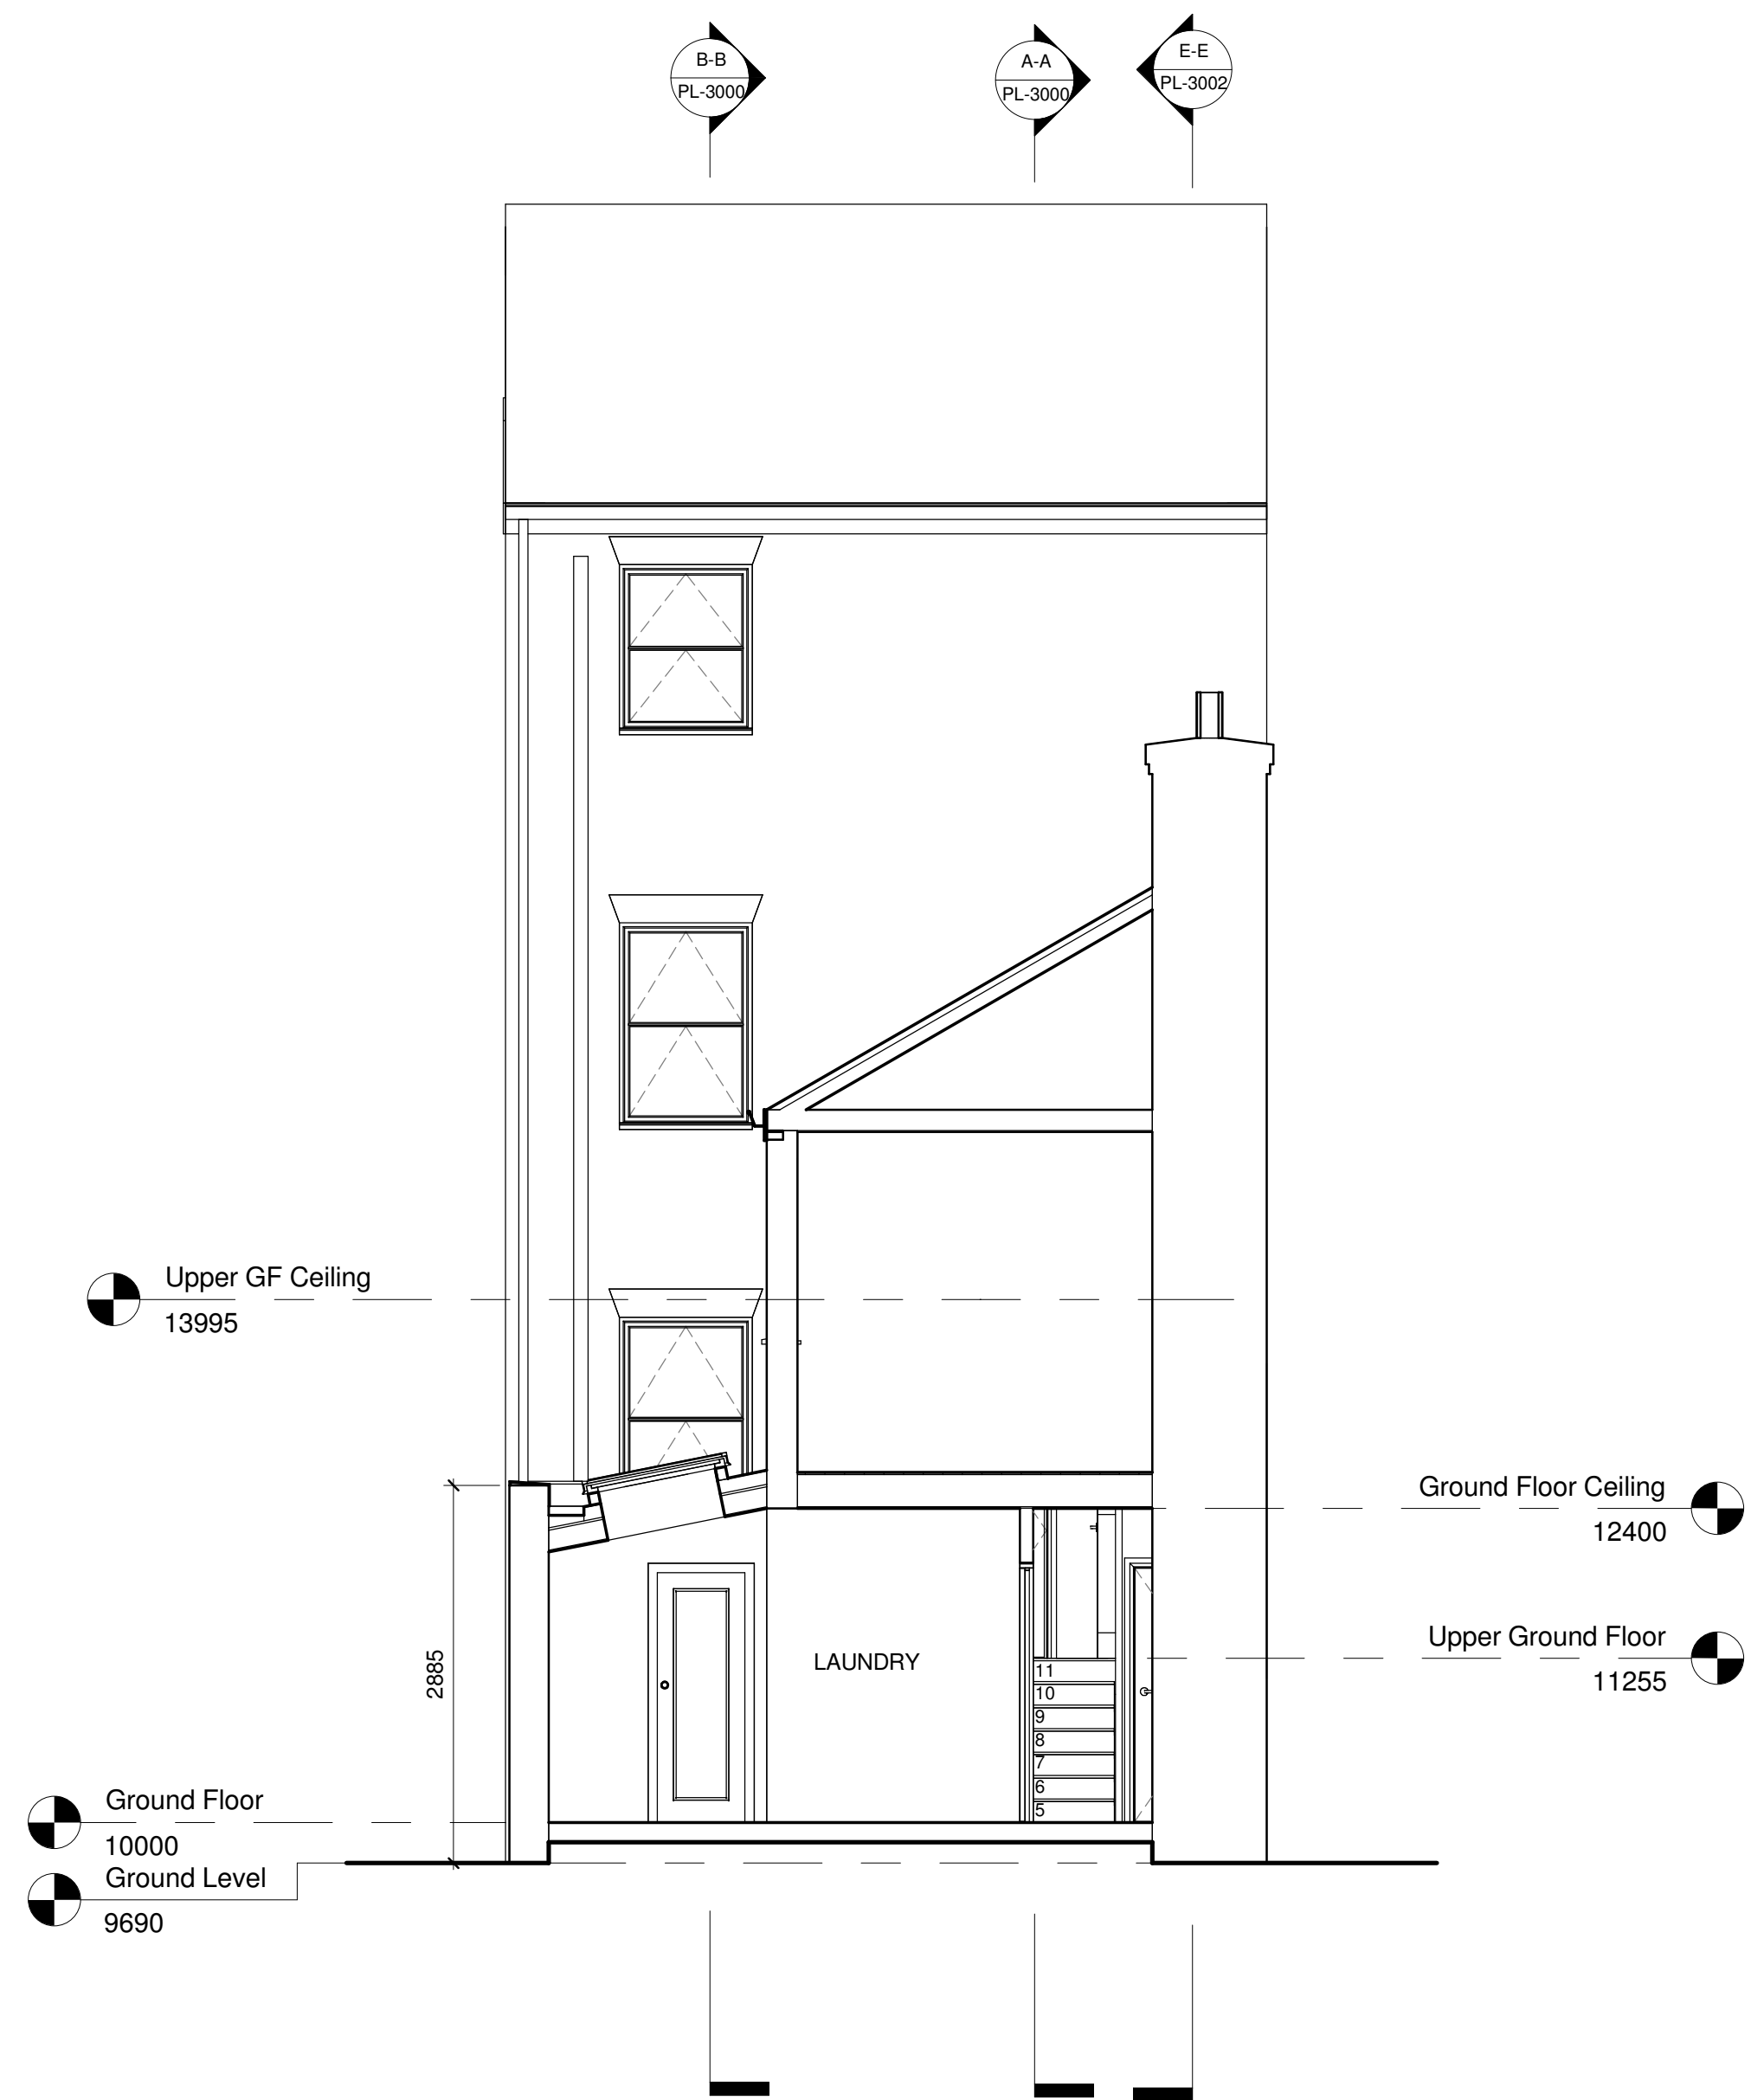 B-B
PL-3000
A-A
PL-3000
E-E
PL-3002
Upper GF Ceiling
13995
Ground Floor Ceiling
12400
Upper Ground Floor
11255
LAUNDRY
2885
11
10
9
8
7
6
5
Ground Floor
10000
Ground Level
9690